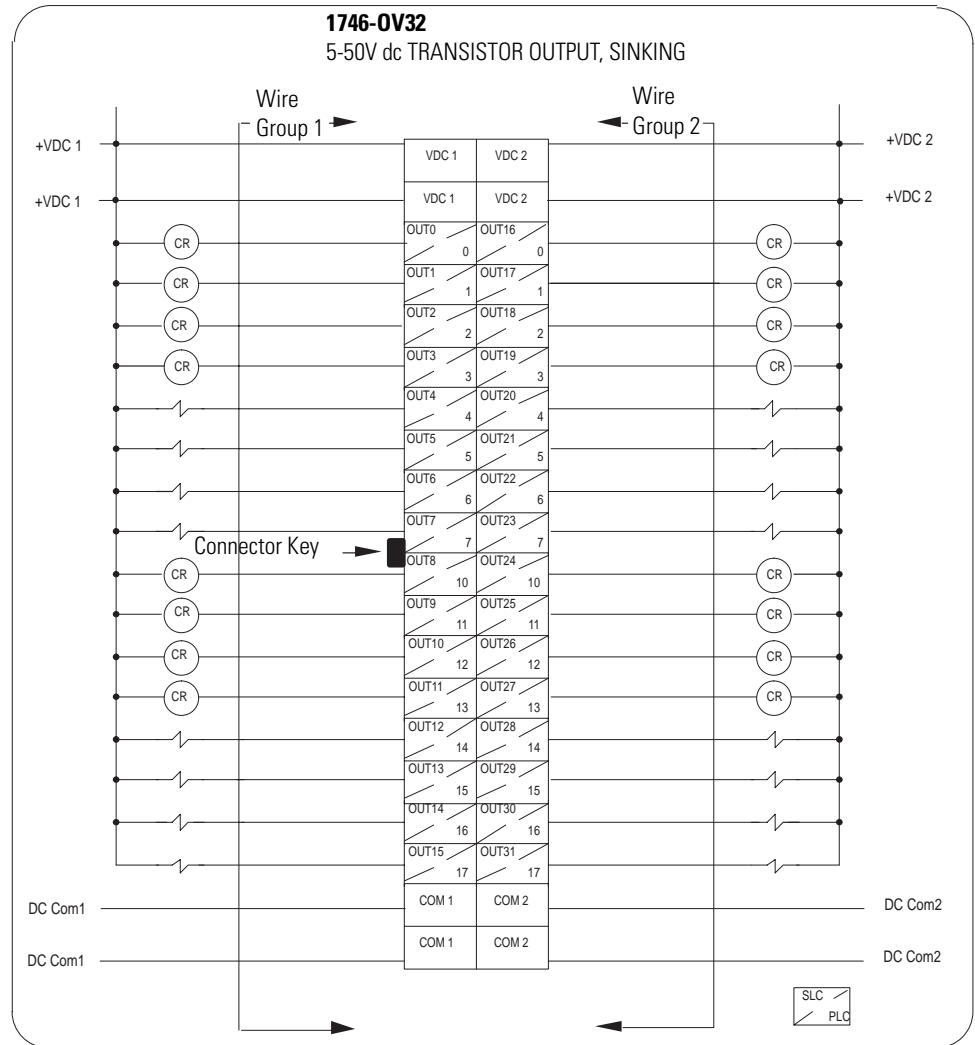 1746-OV32
5-50V dc TRANSISTOR OUTPUT, SINKING
Wire Group 1
Wire Group 2
+VDC 1 VDC 1 VDC 2 +VDC 2
+VDC 1 VDC 1 VDC 2 +VDC 2
CR OUT0 0 OUT16 0 CR
CR OUT1 1 OUT17 1 CR
CR OUT2 2 OUT18 2 CR
CR OUT3 3 OUT19 3 CR
OUT4 4 OUT20 4
OUT5 5 OUT21 5
OUT6 6 OUT22 6
OUT7 7 OUT23 7
Connector Key
CR OUT8 10 OUT24 10 CR
CR OUT9 11 OUT25 11 CR
CR OUT10 12 OUT26 12 CR
CR OUT11 13 OUT27 13 CR
OUT12 14 OUT28 14
OUT13 15 OUT29 15
OUT14 16 OUT30 16
OUT15 17 OUT31 17
DC Com1 COM 1 COM 2 DC Com2
DC Com1 COM 1 COM 2 DC Com2
SLC
PLC